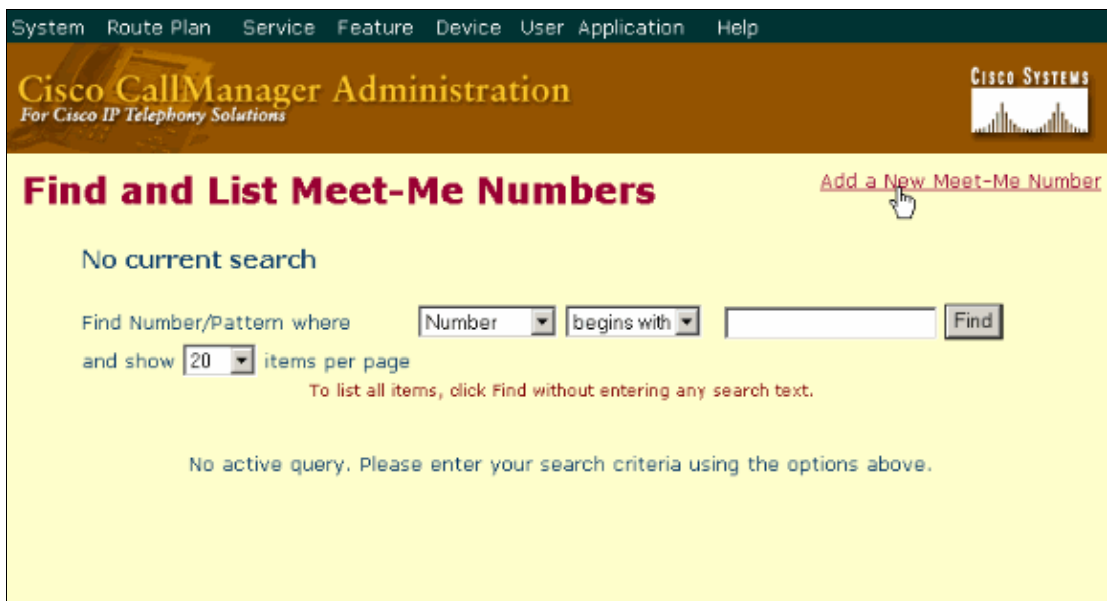 System Route Plan Service Feature Device User Application Help
Cisco CallManager Administration
For Cisco IP Telephony Solutions
CISCO SYSTEMS
Find and List Meet-Me Numbers
Add a New Meet-Me Number
No current search
Find Number/Pattern where Number begins with Find
and show 20 items per page
To list all items, click Find without entering any search text.
No active query. Please enter your search criteria using the options above.